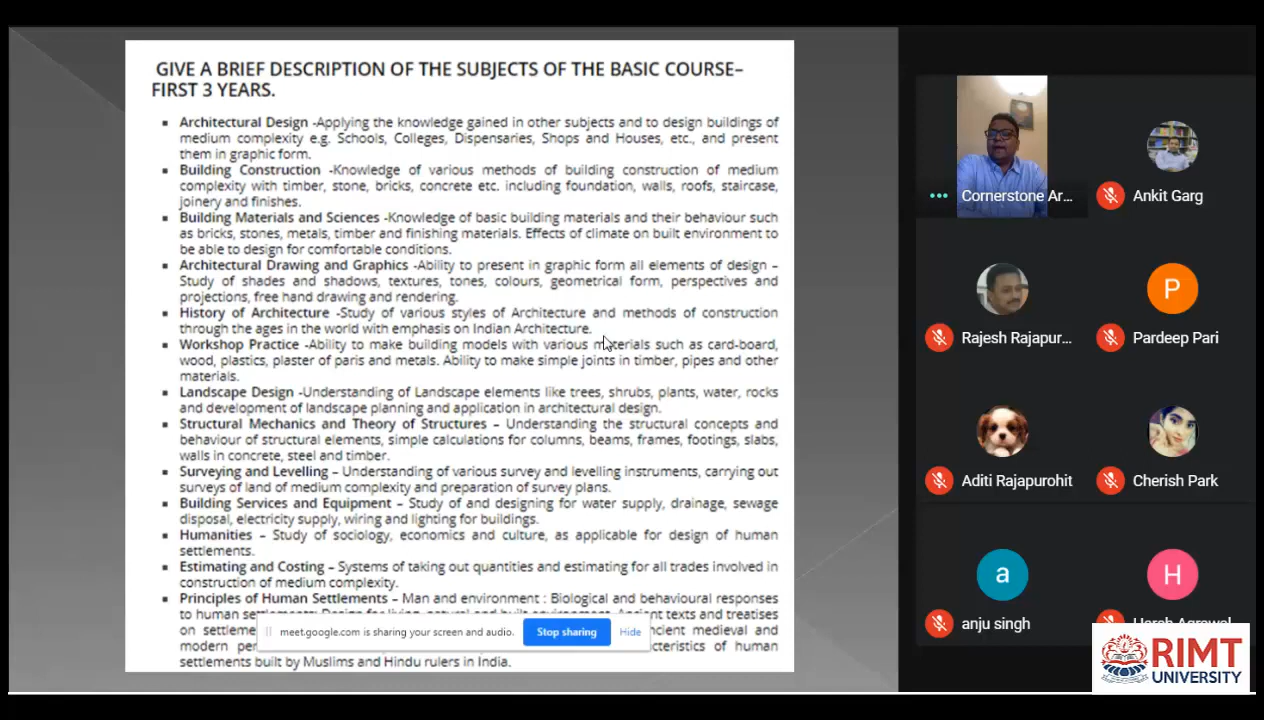 GIVE A BRIEF DESCRIPTION OF THE SUBJECTS OF THE BASIC COURSE–
FIRST 3 YEARS.
Architectural Design -Applying the knowledge gained in other subjects and to design buildings of
medium complexity e.g. Schools, Colleges, Dispensaries, Shops and Houses, etc., and present
them in graphic form.
Building Construction -Knowledge of various methods of building construction of medium
complexity with timber, stone, bricks, concrete etc. including foundation, walls, roofs, staircase,
joinery and finishes.
Building Materials and Sciences -Knowledge of basic building materials and their behaviour such
as bricks, stones, metals, timber and finishing materials. Effects of climate on built environment to
be able to design for comfortable conditions.
Architectural Drawing and Graphics -Ability to present in graphic form all elements of design –
Study of shades and shadows, textures, tones, colours, geometrical form, perspectives and
projections, free hand drawing and rendering.
History of Architecture -Study of various styles of Architecture and methods of construction
through the ages in the world with emphasis on Indian Architecture.
Workshop Practice -Ability to make building models with various materials such as card-board,
wood, plastics, plaster of paris and metals. Ability to make simple joints in timber, pipes and other
materials.
Landscape Design -Understanding of Landscape elements like trees, shrubs, plants, water, rocks
and development of landscape planning and application in architectural design.
Structural Mechanics and Theory of Structures – Understanding the structural concepts and
behaviour of structural elements, simple calculations for columns, beams, frames, footings, slabs,
walls in concrete, steel and timber.
Surveying and Levelling – Understanding of various survey and levelling instruments, carrying out
surveys of land of medium complexity and preparation of survey plans.
Building Services and Equipment – Study of and designing for water supply, drainage, sewage
disposal, electricity supply, wiring and lighting for buildings.
Humanities – Study of sociology, economics and culture, as applicable for design of human
settlements.
Estimating and Costing – Systems of taking out quantities and estimating for all trades involved in
construction of medium complexity.
Principles of Human Settlements – Man and environment : Biological and behavioural responses
to human settlements: Design for living, natural and built environment. Ancient texts and treatises
on medieval and
modern of human
settlements built by Muslims and Hindu rulers in India.
meet.google.com is sharing your screen and audio. Stop sharing Hide
Cornerstone Ar...
Ankit Garg
Rajesh Rajapur...
P
Pardeep Pari
Aditi Rajapurohit
Cherish Park
a
anju singh
H
Harsh Agrawal
RIMT
UNIVERSITY